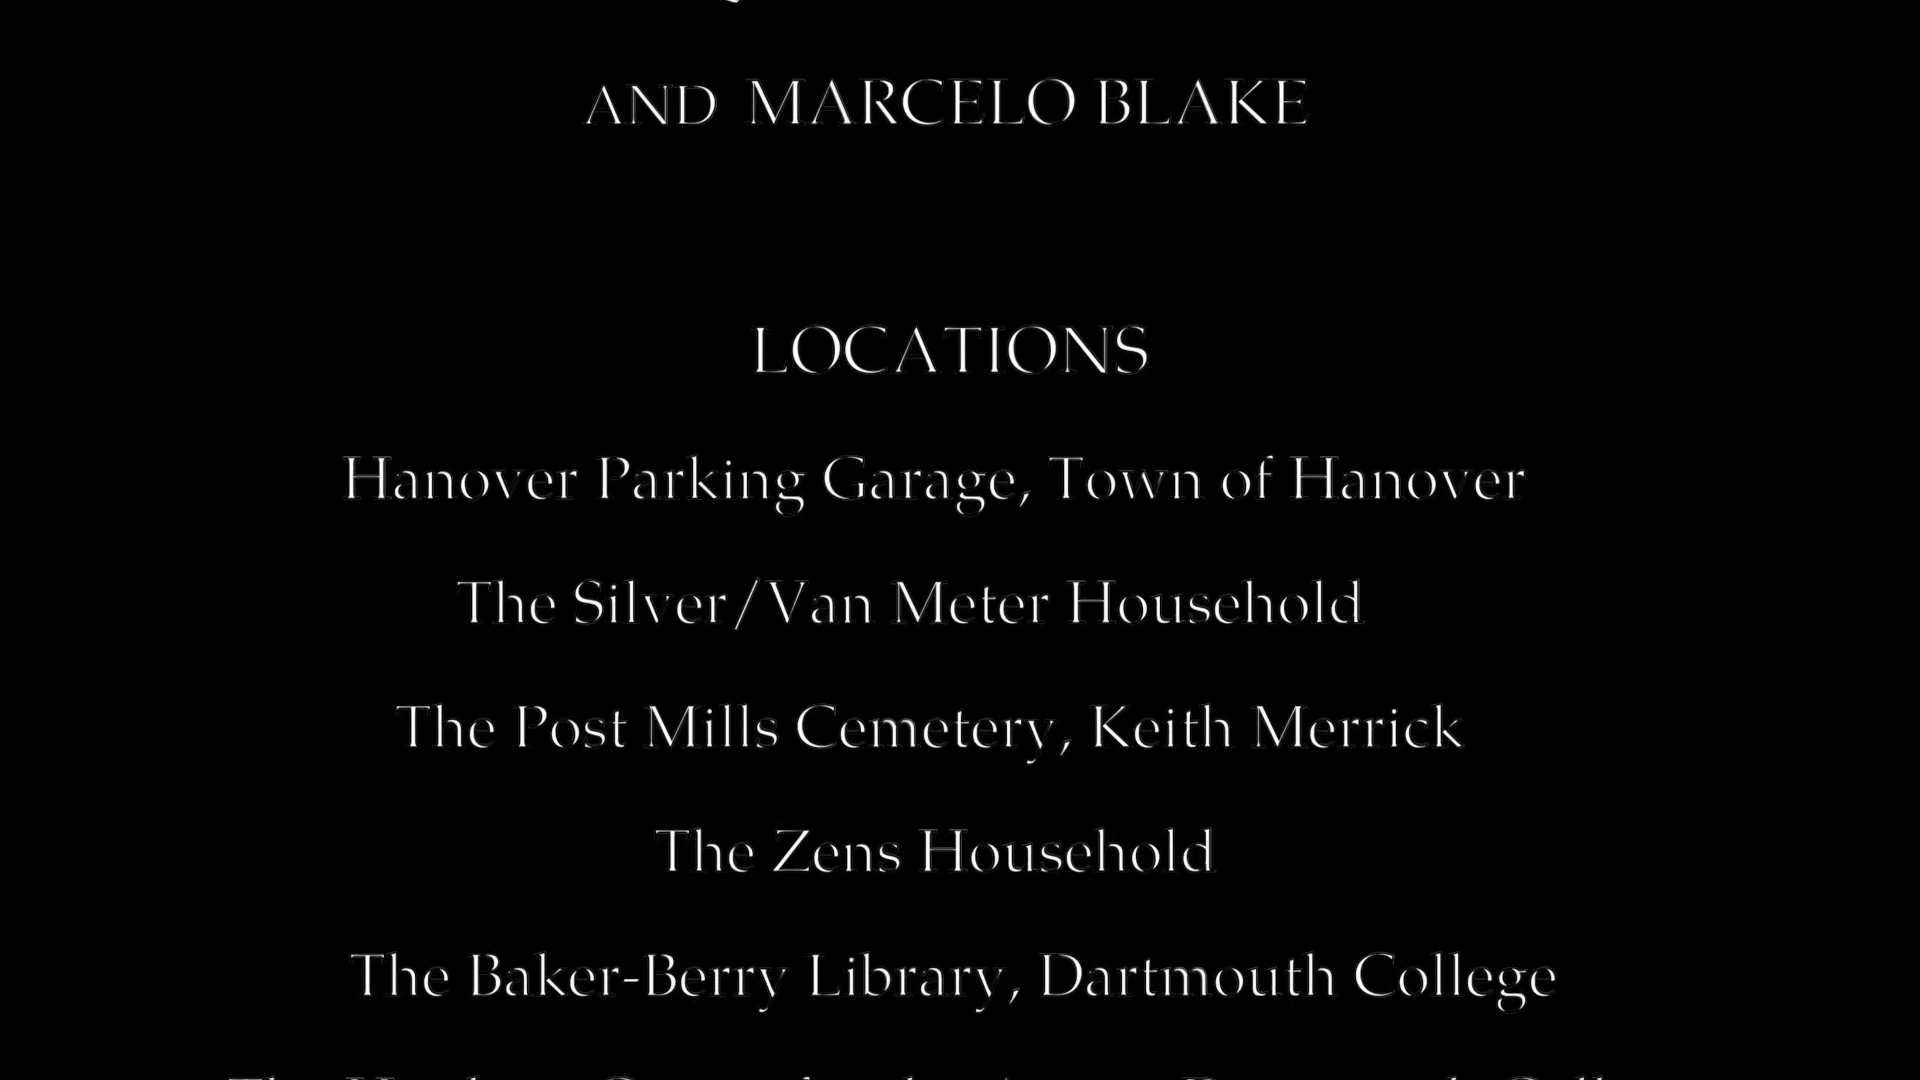 AND MARCELO BLAKE
LOCATIONS
Hanover Parking Garage, Town of Hanover
The Silver/Van Meter Household
The Post Mills Cemetery, Keith Merrick
The Zens Household
The Baker-Berry Library, Dartmouth College